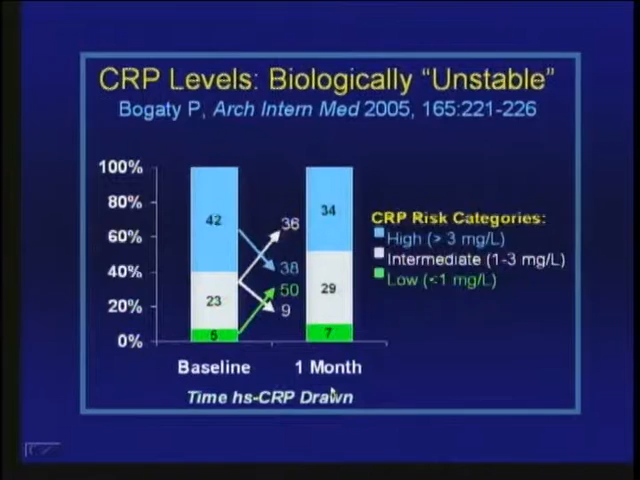 CRP Levels: Biologically “Unstable”
Bogaty P, Arch Intern Med 2005, 165:221-226
100%
80%
60%
40%
20%
0%
42
23
5
36
38
50
9
34
29
7
CRP Risk Categories:
High (> 3 mg/L)
Intermediate (1-3 mg/L)
Low (<1 mg/L)
Baseline
1 Month
Time hs-CRP Drawn